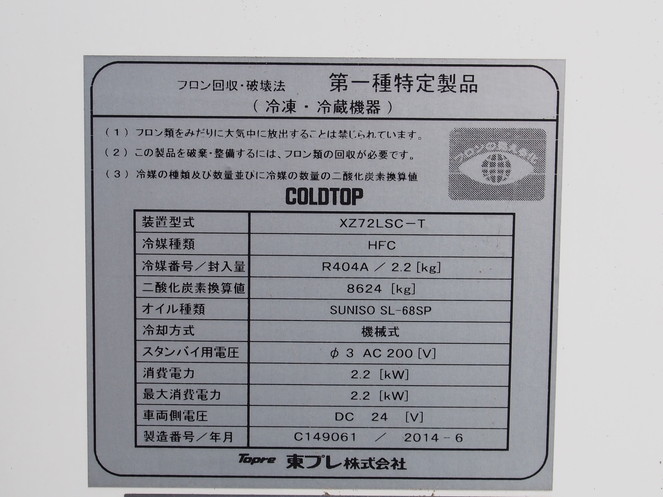 フロン回収・破壊法 第一種特定製品
( 冷凍・冷蔵機器 )
(1) フロン類をみだりに大気中に放出することは禁じられています。
(2) この製品を破棄・整備するには、フロン類の回収が必要です。
(3) 冷媒の種類及び数量並びに冷媒の数量の二酸化炭素換算値
フロンの見える化
COLDTOP
装置型式 XZ72LSC-T
冷媒種類 HFC
冷媒番号/封入量 R404A / 2.2 [kg]
二酸化炭素換算値 8624 [kg]
オイル種類 SUNISO SL-68SP
冷却方式 機械式
スタンバイ用電圧 φ3 AC 200 [V]
消費電力 2.2 [kW]
最大消費電力 2.2 [kW]
車両側電圧 DC 24 [V]
製造番号/年月 C149061 / 2014-6
Topre 東プレ株式会社